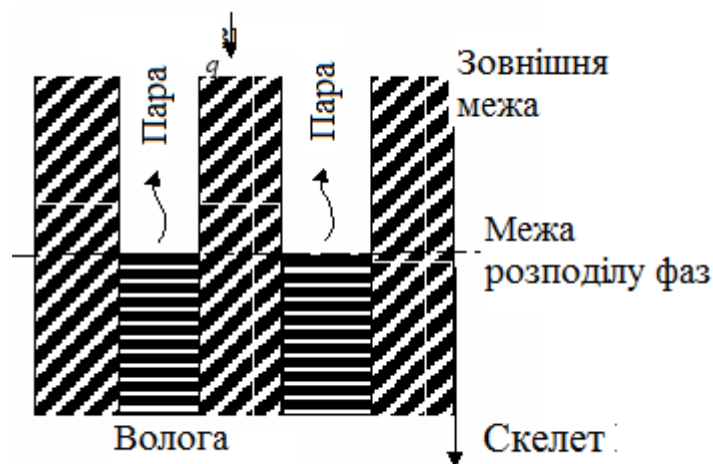 q
Пара
Пара
Зовнішня
межа
Межа
розподілу фаз
Волога
Скелет